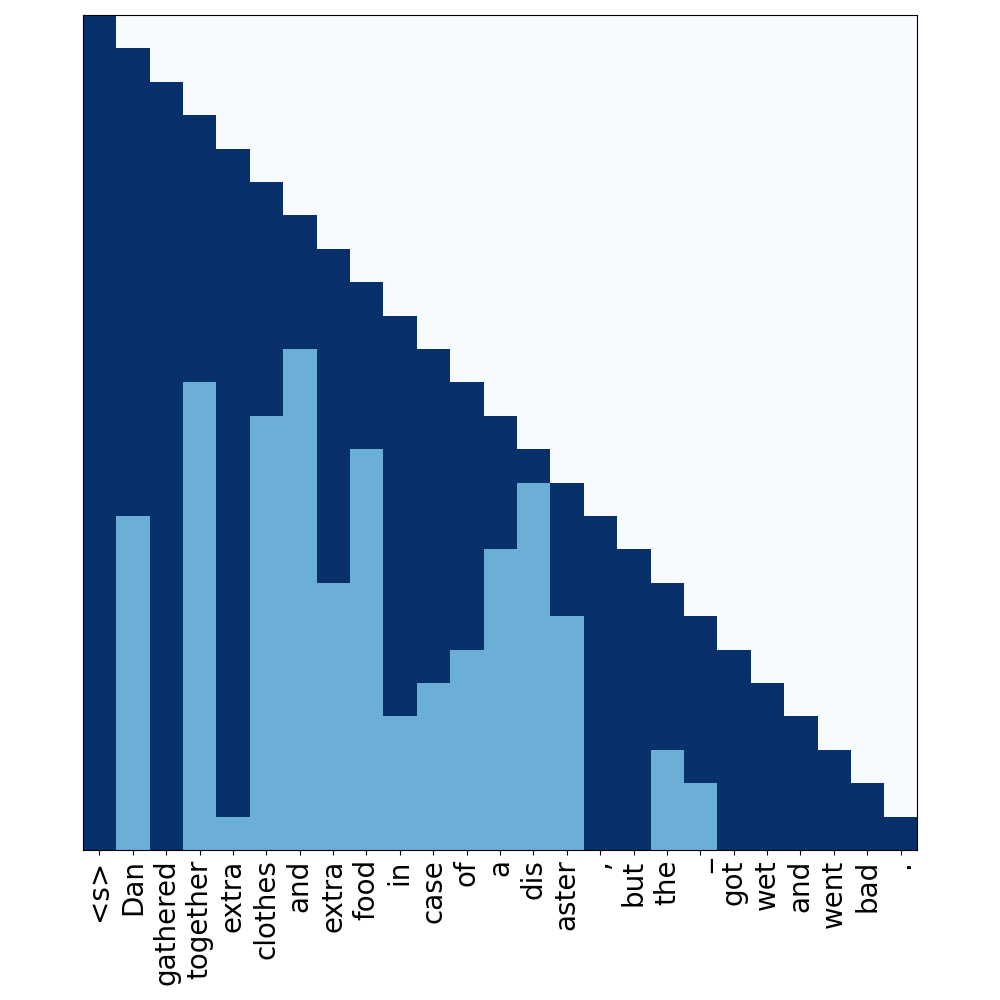 <s> Dan gathered together extra clothes and extra food in case of a dis aster , but the _ got wet and went bad .